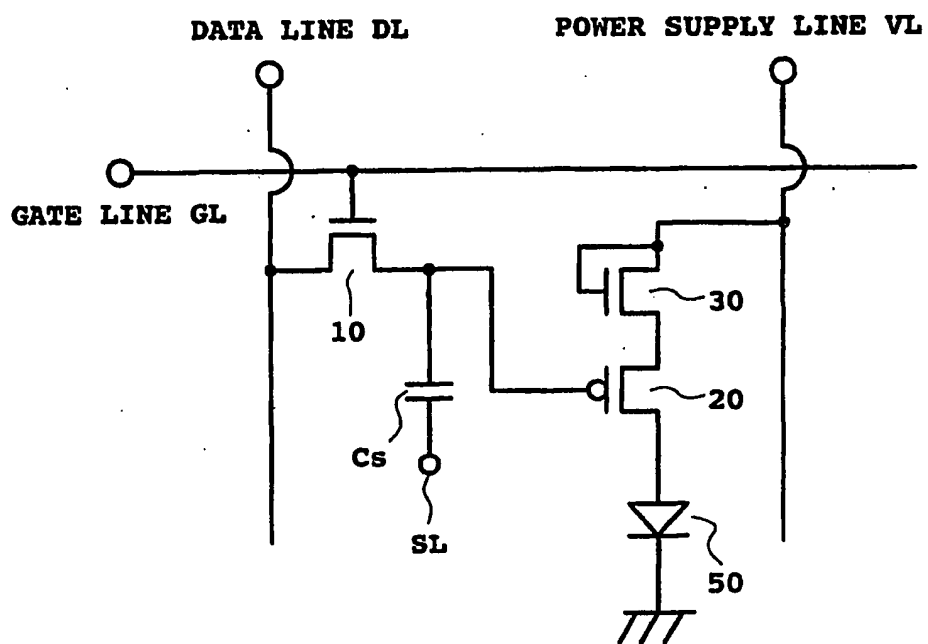 DATA LINE DL
POWER SUPPLY LINE VL
GATE LINE GL
10
30
20
Cs
SL
50